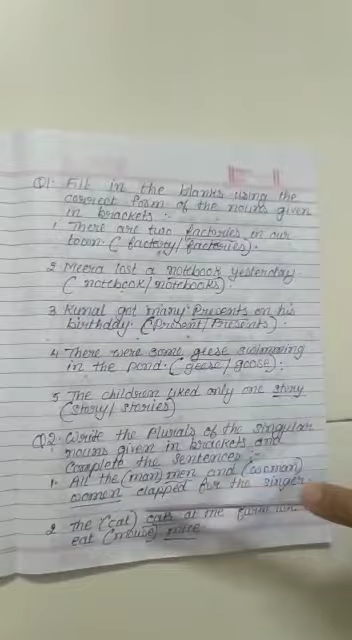 E-1
Q1. Fill in the blanks using the
correct form of the nouns given
in brackets :
1. There are two factories in our
town. (factory/factories).
2 Meera lost a notebook yesterday.
(notebook/notebooks).
3 Kunal got many Presents on his
birthday. (Present/Presents).
4 There were some geese swimming
in the pond. (geese/goose).
5 The children liked only one story
(story/stories)
Q2. Write the Plurals of the singular
nouns given in brackets and
Complete the sentences :
1. All the (man) men and (woman)
women clapped for the singer.
2 The (cat) cats at the farm
eat (mouse) mice